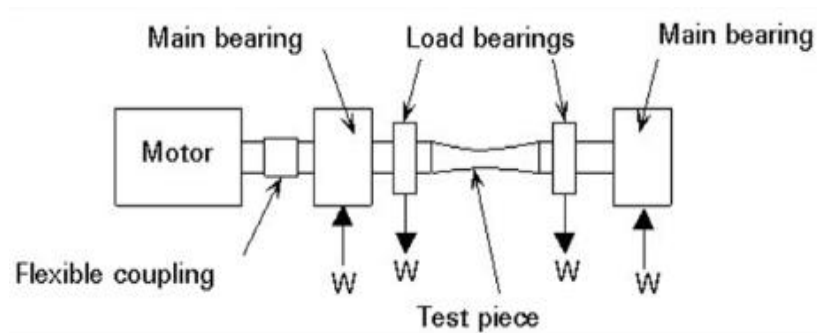 Main bearing
Load bearings
Main bearing
Motor
Flexible coupling
W
W
W
W
Test piece